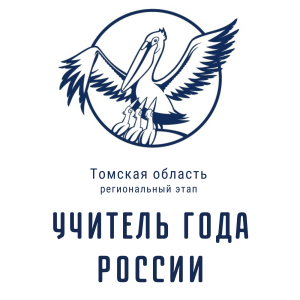 Томская область
региональный этап
УЧИТЕЛЬ ГОДА
РОССИИ